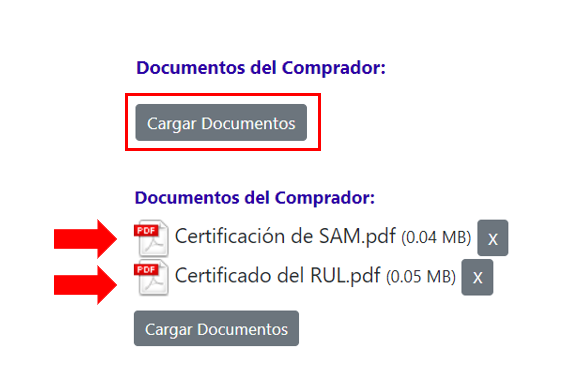 Documentos del Comprador:
Cargar Documentos
Documentos del Comprador:
PDF Certificación de SAM.pdf (0.04 MB) X
PDF Certificado del RUL.pdf (0.05 MB) X
Cargar Documentos